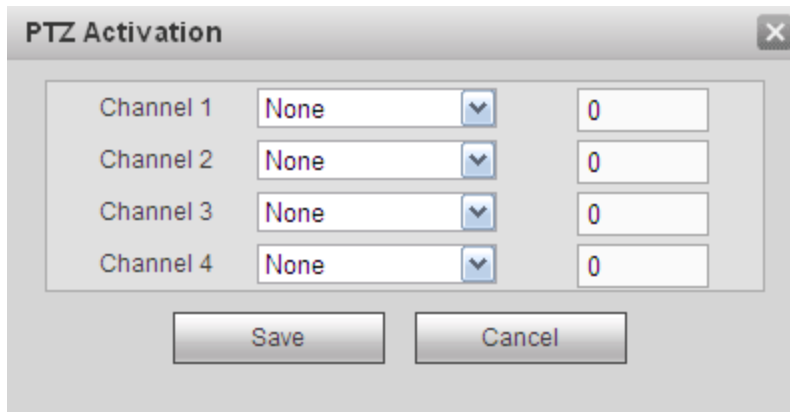 PTZ Activation
Channel 1 None 0
Channel 2 None 0
Channel 3 None 0
Channel 4 None 0
Save Cancel